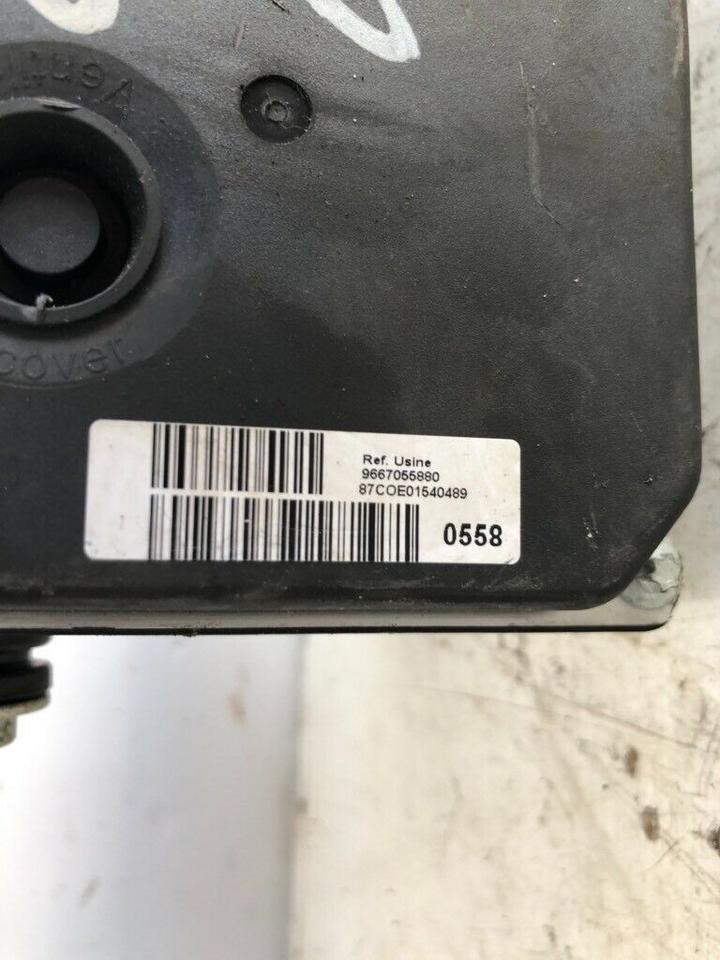 cover
Ref. Usine
9667055880
87COE01540489
0558